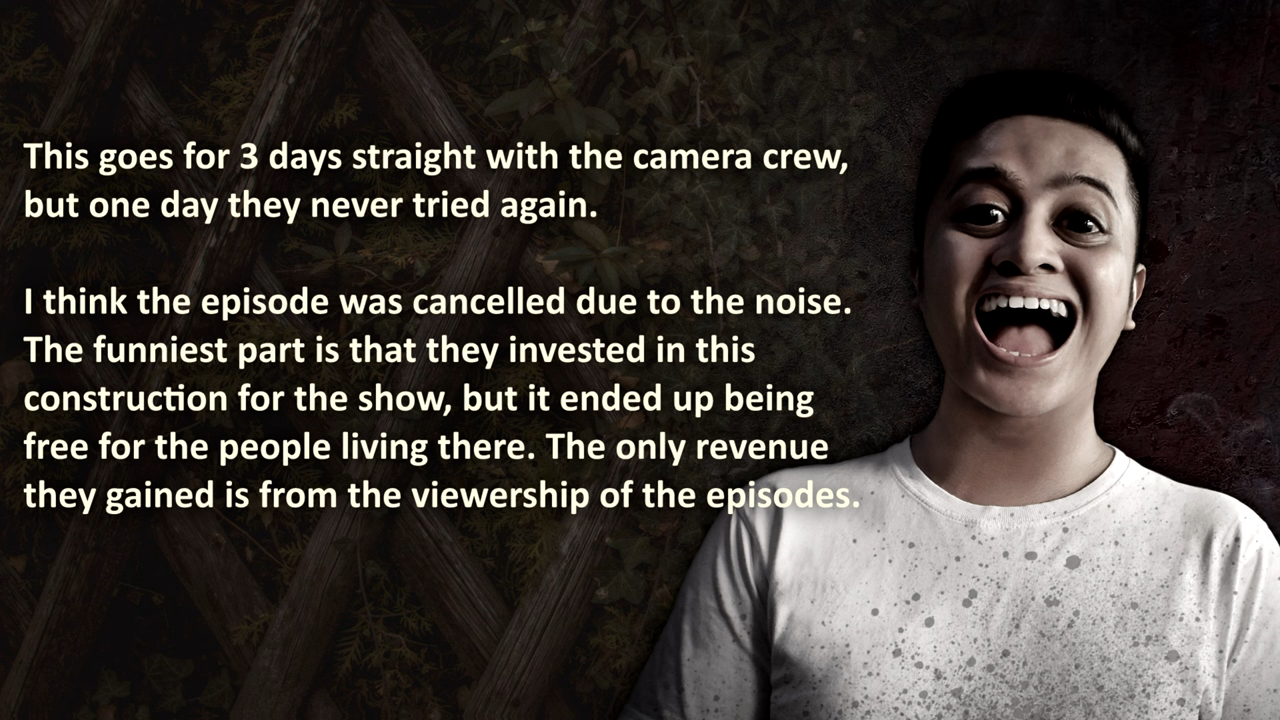 This goes for 3 days straight with the camera crew,
but one day they never tried again.
I think the episode was cancelled due to the noise.
The funniest part is that they invested in this
construction for the show, but it ended up being
free for the people living there. The only revenue
they gained is from the viewership of the episodes.